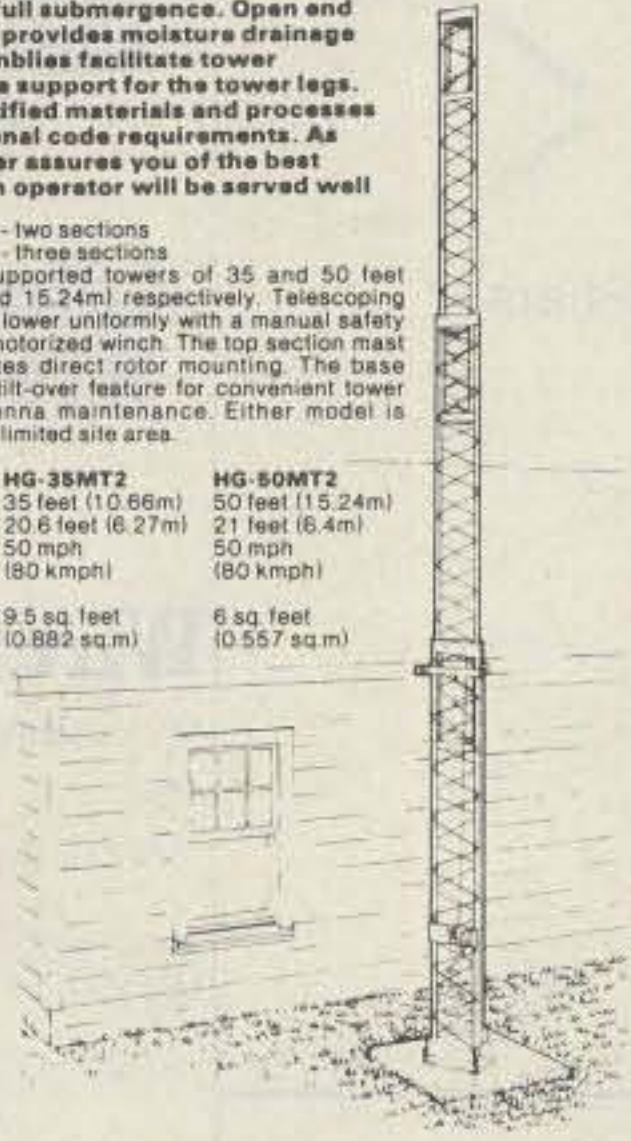 full submergence. Open end
provides moisture drainage
mblies facilitate tower
e support for the tower legs.
tified materials and processes
onal code requirements. As
er assures you of the best
n operator will be served well
- two sections
- three sections
upported towers of 35 and 50 feet
d 15.24m) respectively. Telescoping
lower uniformly with a manual safety
notorized winch. The top section mast
tes direct rotor mounting. The base
tilt-over feature for convenient tower
enna maintenance. Either model is
limited site area.
HG-35MT2 HG-50MT2
35 feet (10.66m) 50 feet (15.24m)
20.6 feet (6.27m) 21 feet (6.4m)
50 mph 50 mph
(80 kmph) (80 kmph)
9.5 sq. feet 6 sq. feet
(0.882 sq.m) (0.557 sq.m)